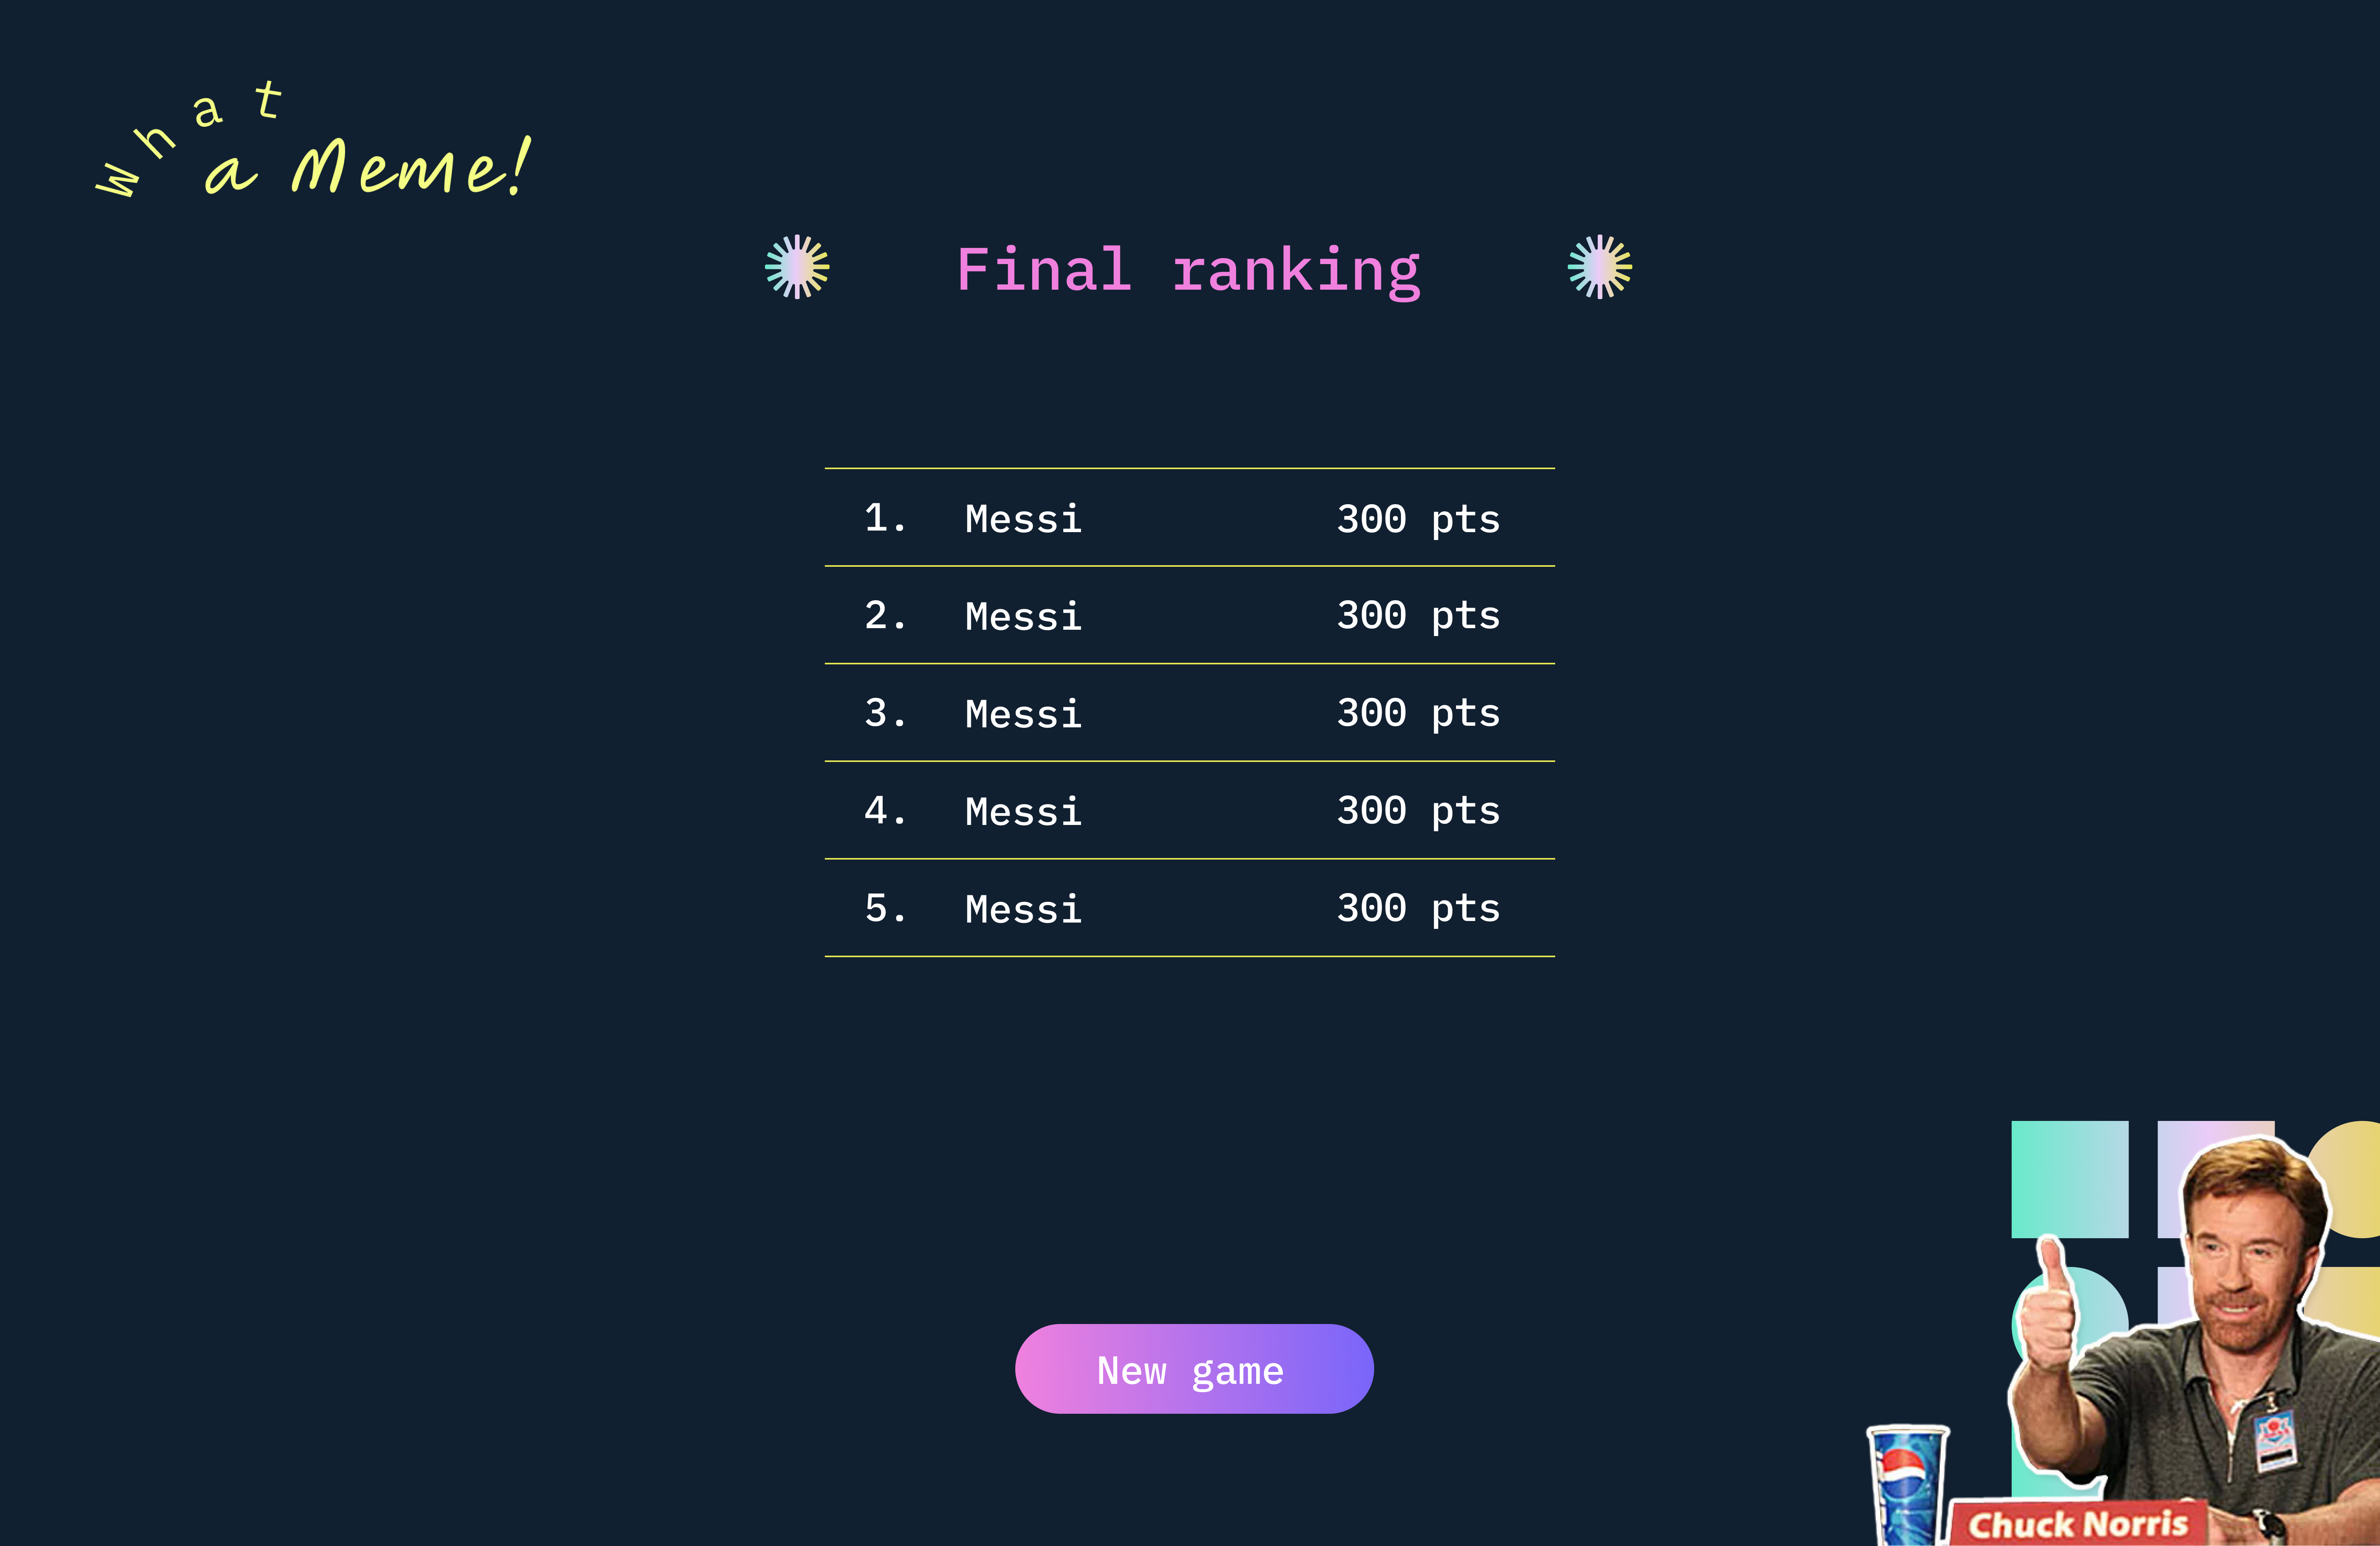 What
a Meme!
Final ranking
1. Messi 300 pts
2. Messi 300 pts
3. Messi 300 pts
4. Messi 300 pts
5. Messi 300 pts
New game
Chuck Norris